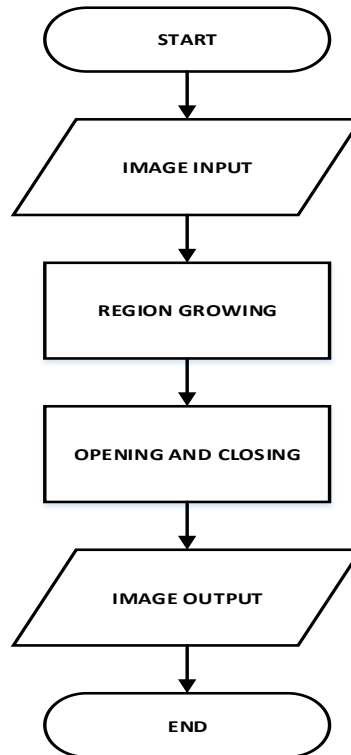 START
IMAGE INPUT
REGION GROWING
OPENING AND CLOSING
IMAGE OUTPUT
END